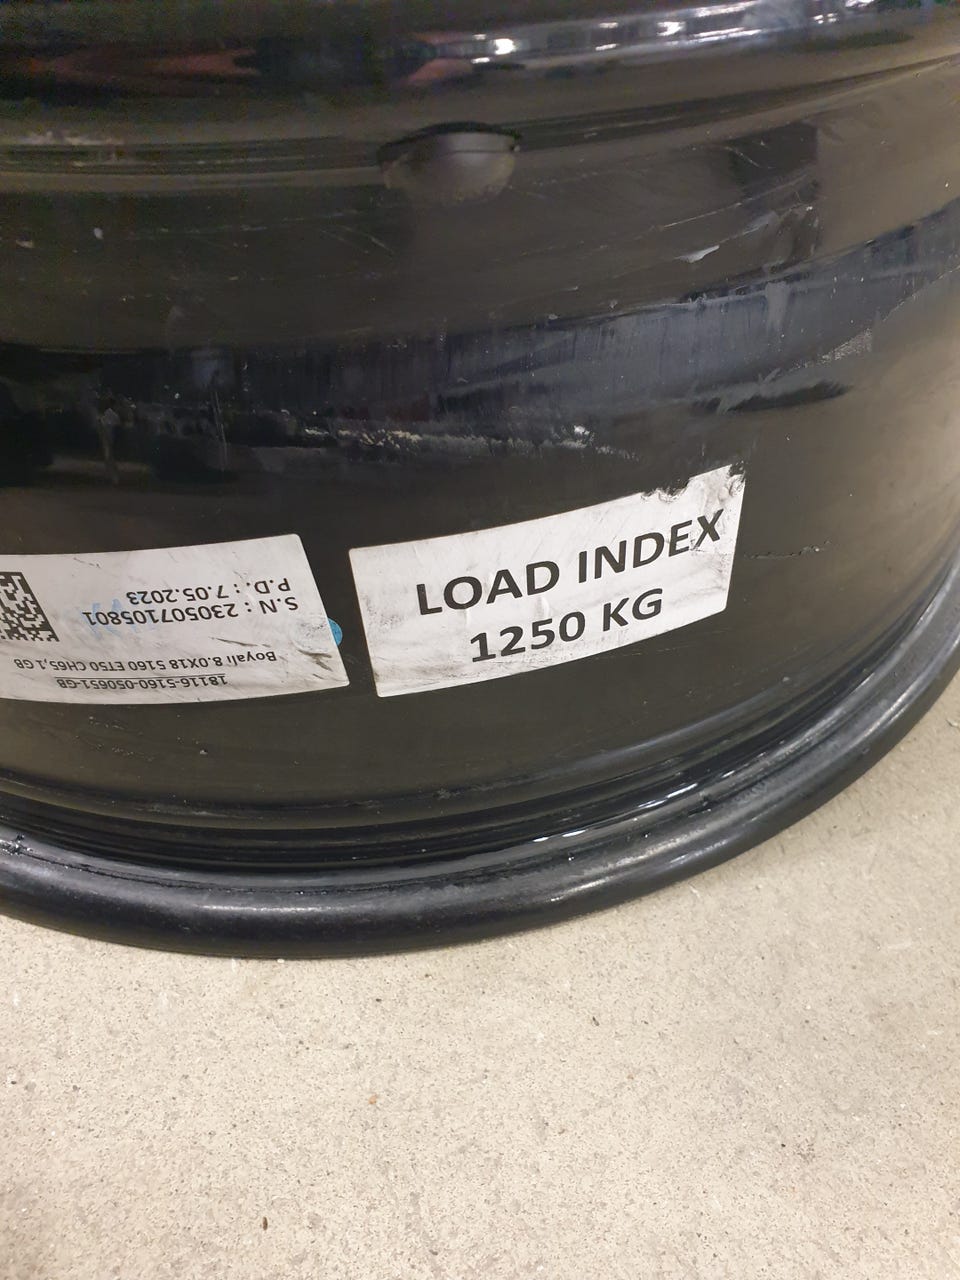 LOAD INDEX
1250 KG
18116-5160-050651-GB
Boyali 8.0X18 5160 ET50 CH65,1 GB
S.N : 230507105801
P.D. : 7.05.2023